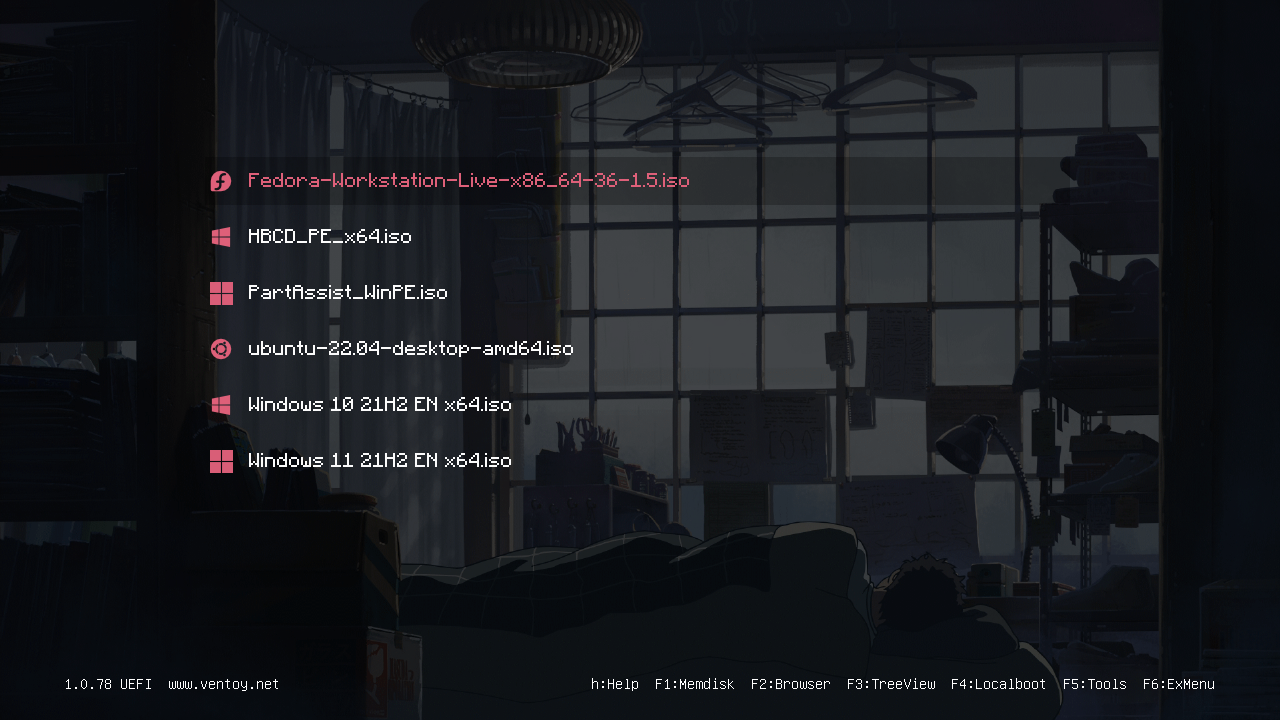 Fedora-Workstation-Live-x86_64-36-1.5.iso
HBCD_PE_x64.iso
PartAssist_WinPE.iso
ubuntu-22.04-desktop-amd64.iso
Windows 10 21H2 EN x64.iso
Windows 11 21H2 EN x64.iso
1.0.78 UEFI www.ventoy.net h:Help F1:Memdisk F2:Browser F3:TreeView F4:Localboot F5:Tools F6:ExMenu